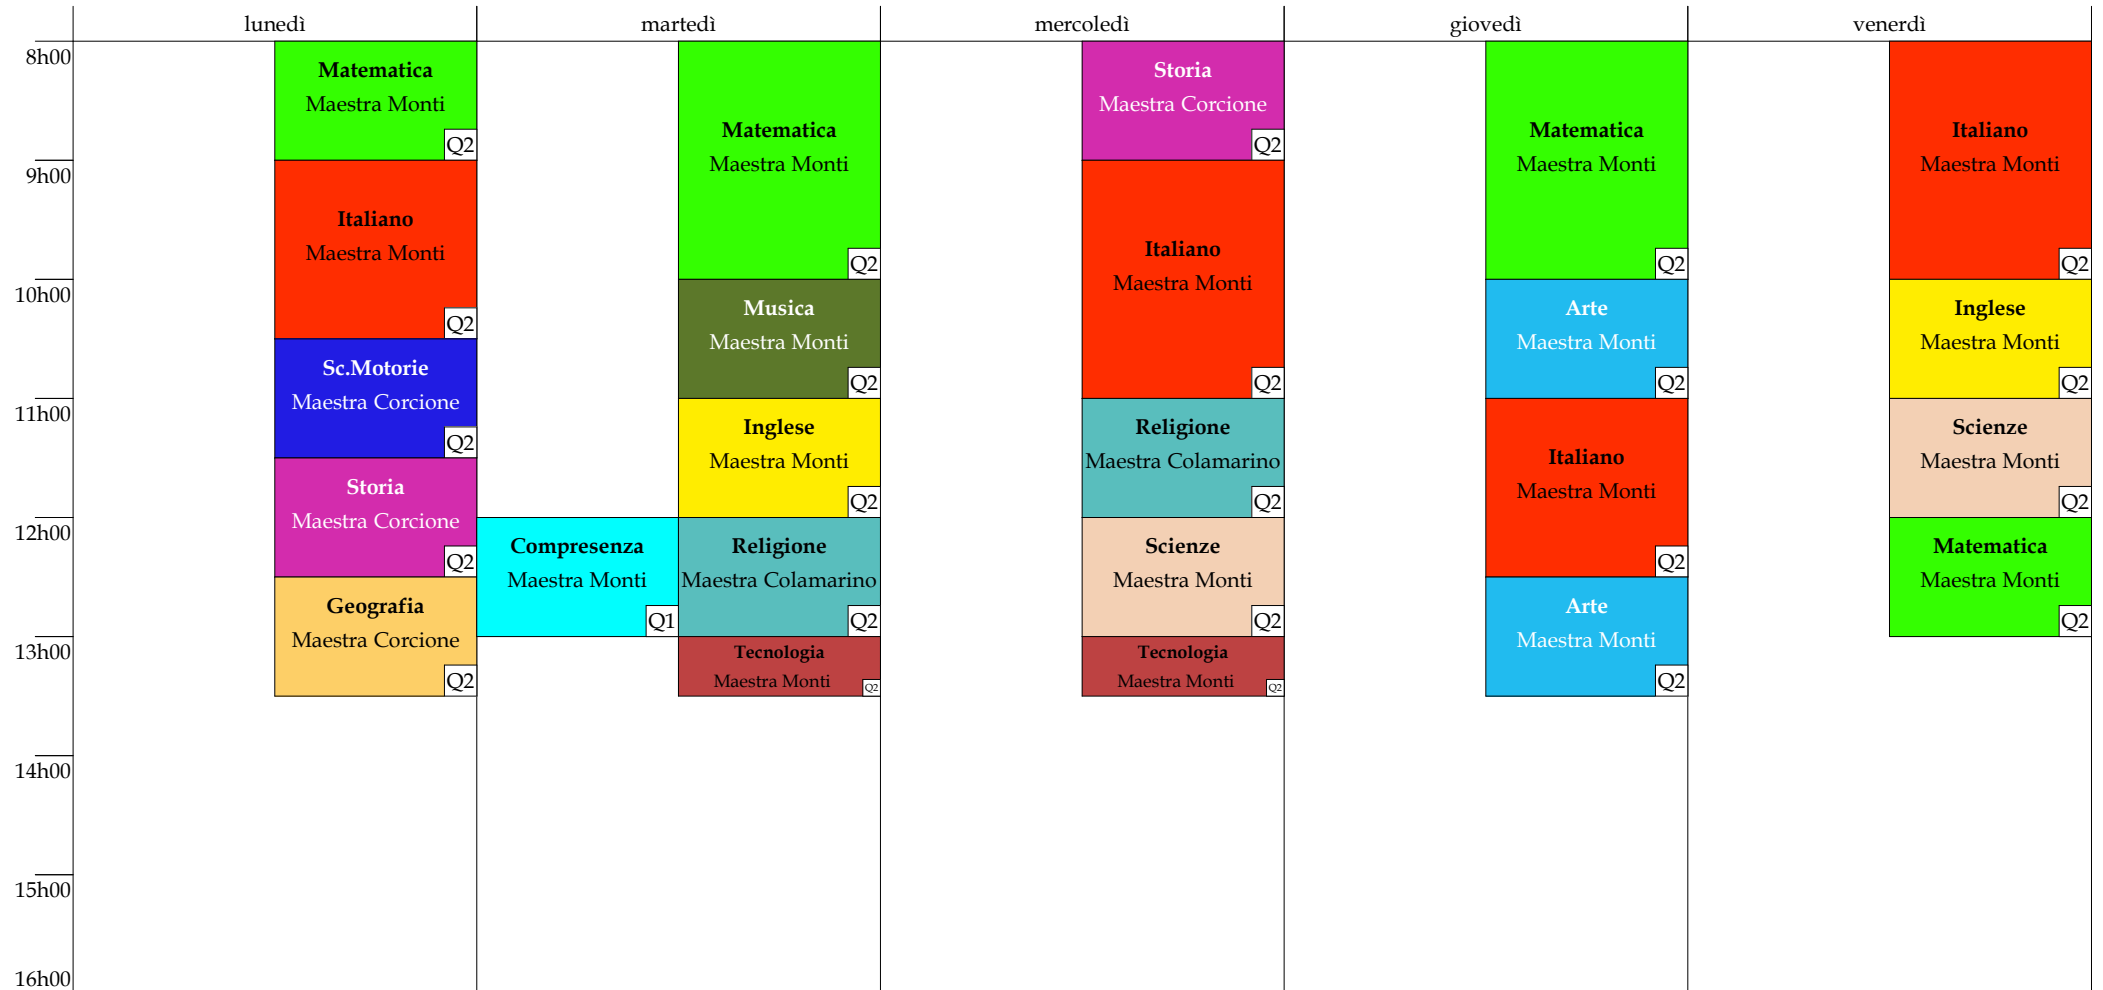 lunedì
martedì
mercoledì
giovedì
venerdì
8h00
9h00
10h00
11h00
12h00
13h00
14h00
15h00
16h00
Matematica
Maestra Monti
Q2
Italiano
Maestra Monti
Q2
Sc.Motorie
Maestra Corcione
Q2
Storia
Maestra Corcione
Q2
Geografia
Maestra Corcione
Q2
Compresenza
Maestra Monti
Q1
Matematica
Maestra Monti
Q2
Musica
Maestra Monti
Q2
Inglese
Maestra Monti
Q2
Religione
Maestra Colamarino
Q2
Tecnologia
Maestra Monti
Q2
Storia
Maestra Corcione
Q2
Italiano
Maestra Monti
Q2
Religione
Maestra Colamarino
Q2
Scienze
Maestra Monti
Q2
Tecnologia
Maestra Monti
Q2
Matematica
Maestra Monti
Q2
Arte
Maestra Monti
Q2
Italiano
Maestra Monti
Q2
Arte
Maestra Monti
Q2
Italiano
Maestra Monti
Q2
Inglese
Maestra Monti
Q2
Scienze
Maestra Monti
Q2
Matematica
Maestra Monti
Q2